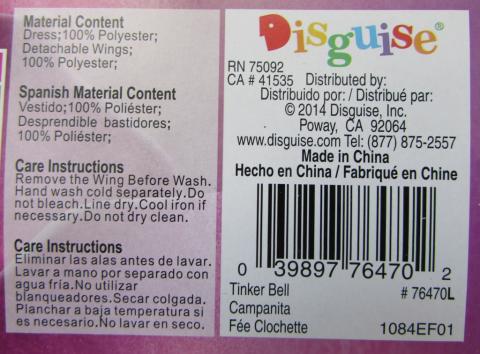 Material Content
Dress;100% Polyester;
Detachable Wings;
100% Polyester;
Spanish Material Content
Vestido;100% Poliéster;
Desprendible bastidores;
100% Poliéster;
Care Instructions
Remove the Wing Before Wash.
Hand wash cold separately.Do
not bleach.Line dry.Cool iron if
necessary.Do not dry clean.
Care Instructions
Eliminar las alas antes de lavar.
Lavar a mano por separado con
agua fría.No utilizar
blanqueadores.Secar colgada.
Planchar a baja temperatura si
es necesario.No lavar en seco.
Disguise®
RN 75092
CA # 41535 Distributed by:
Distribuido por: / Distribué par:
© 2014 Disguise, Inc.
Poway, CA 92064
www.disguise.com Tel: (877) 875-2557
Made in China
Hecho en China / Fabriqué en Chine
0 39897 76470 2
Tinker Bell # 76470L
Campanita
Fée Clochette 1084EF01